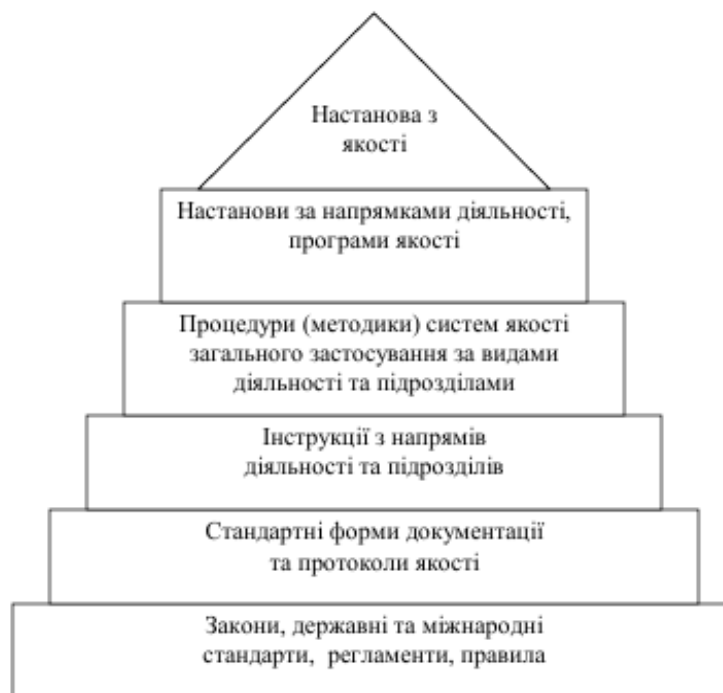 Настанова з
якості
Настанови за напрямками діяльності,
програми якості
Процедури (методики) систем якості
загального застосування за видами
діяльності та підрозділами
Інструкції з напрямів
діяльності та підрозділів
Стандартні форми документації
та протоколи якості
Закони, державні та міжнародні
стандарти, регламенти, правила